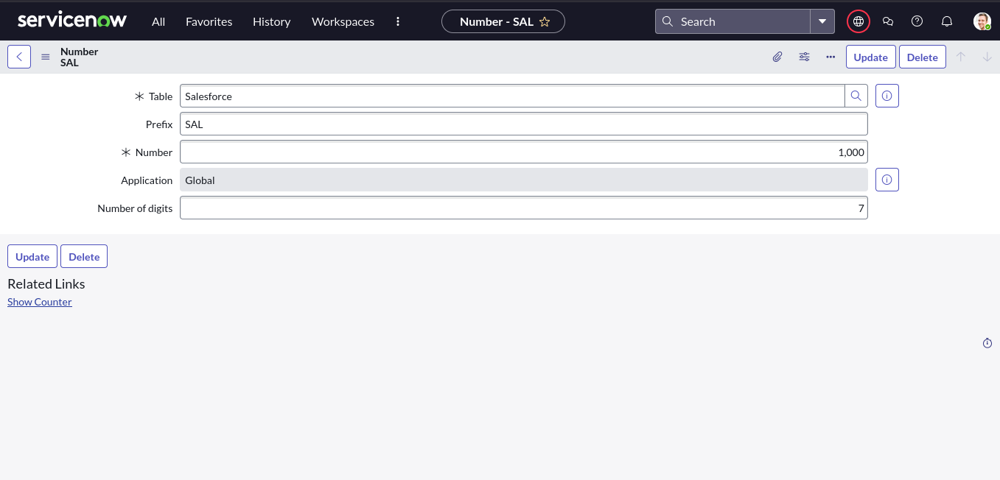 servicenow All Favorites History Workspaces Number - SAL Search
Number
SAL
Update Delete
Table Salesforce
Prefix SAL
Number 1,000
Application Global
Number of digits 7
Update Delete
Related Links
Show Counter